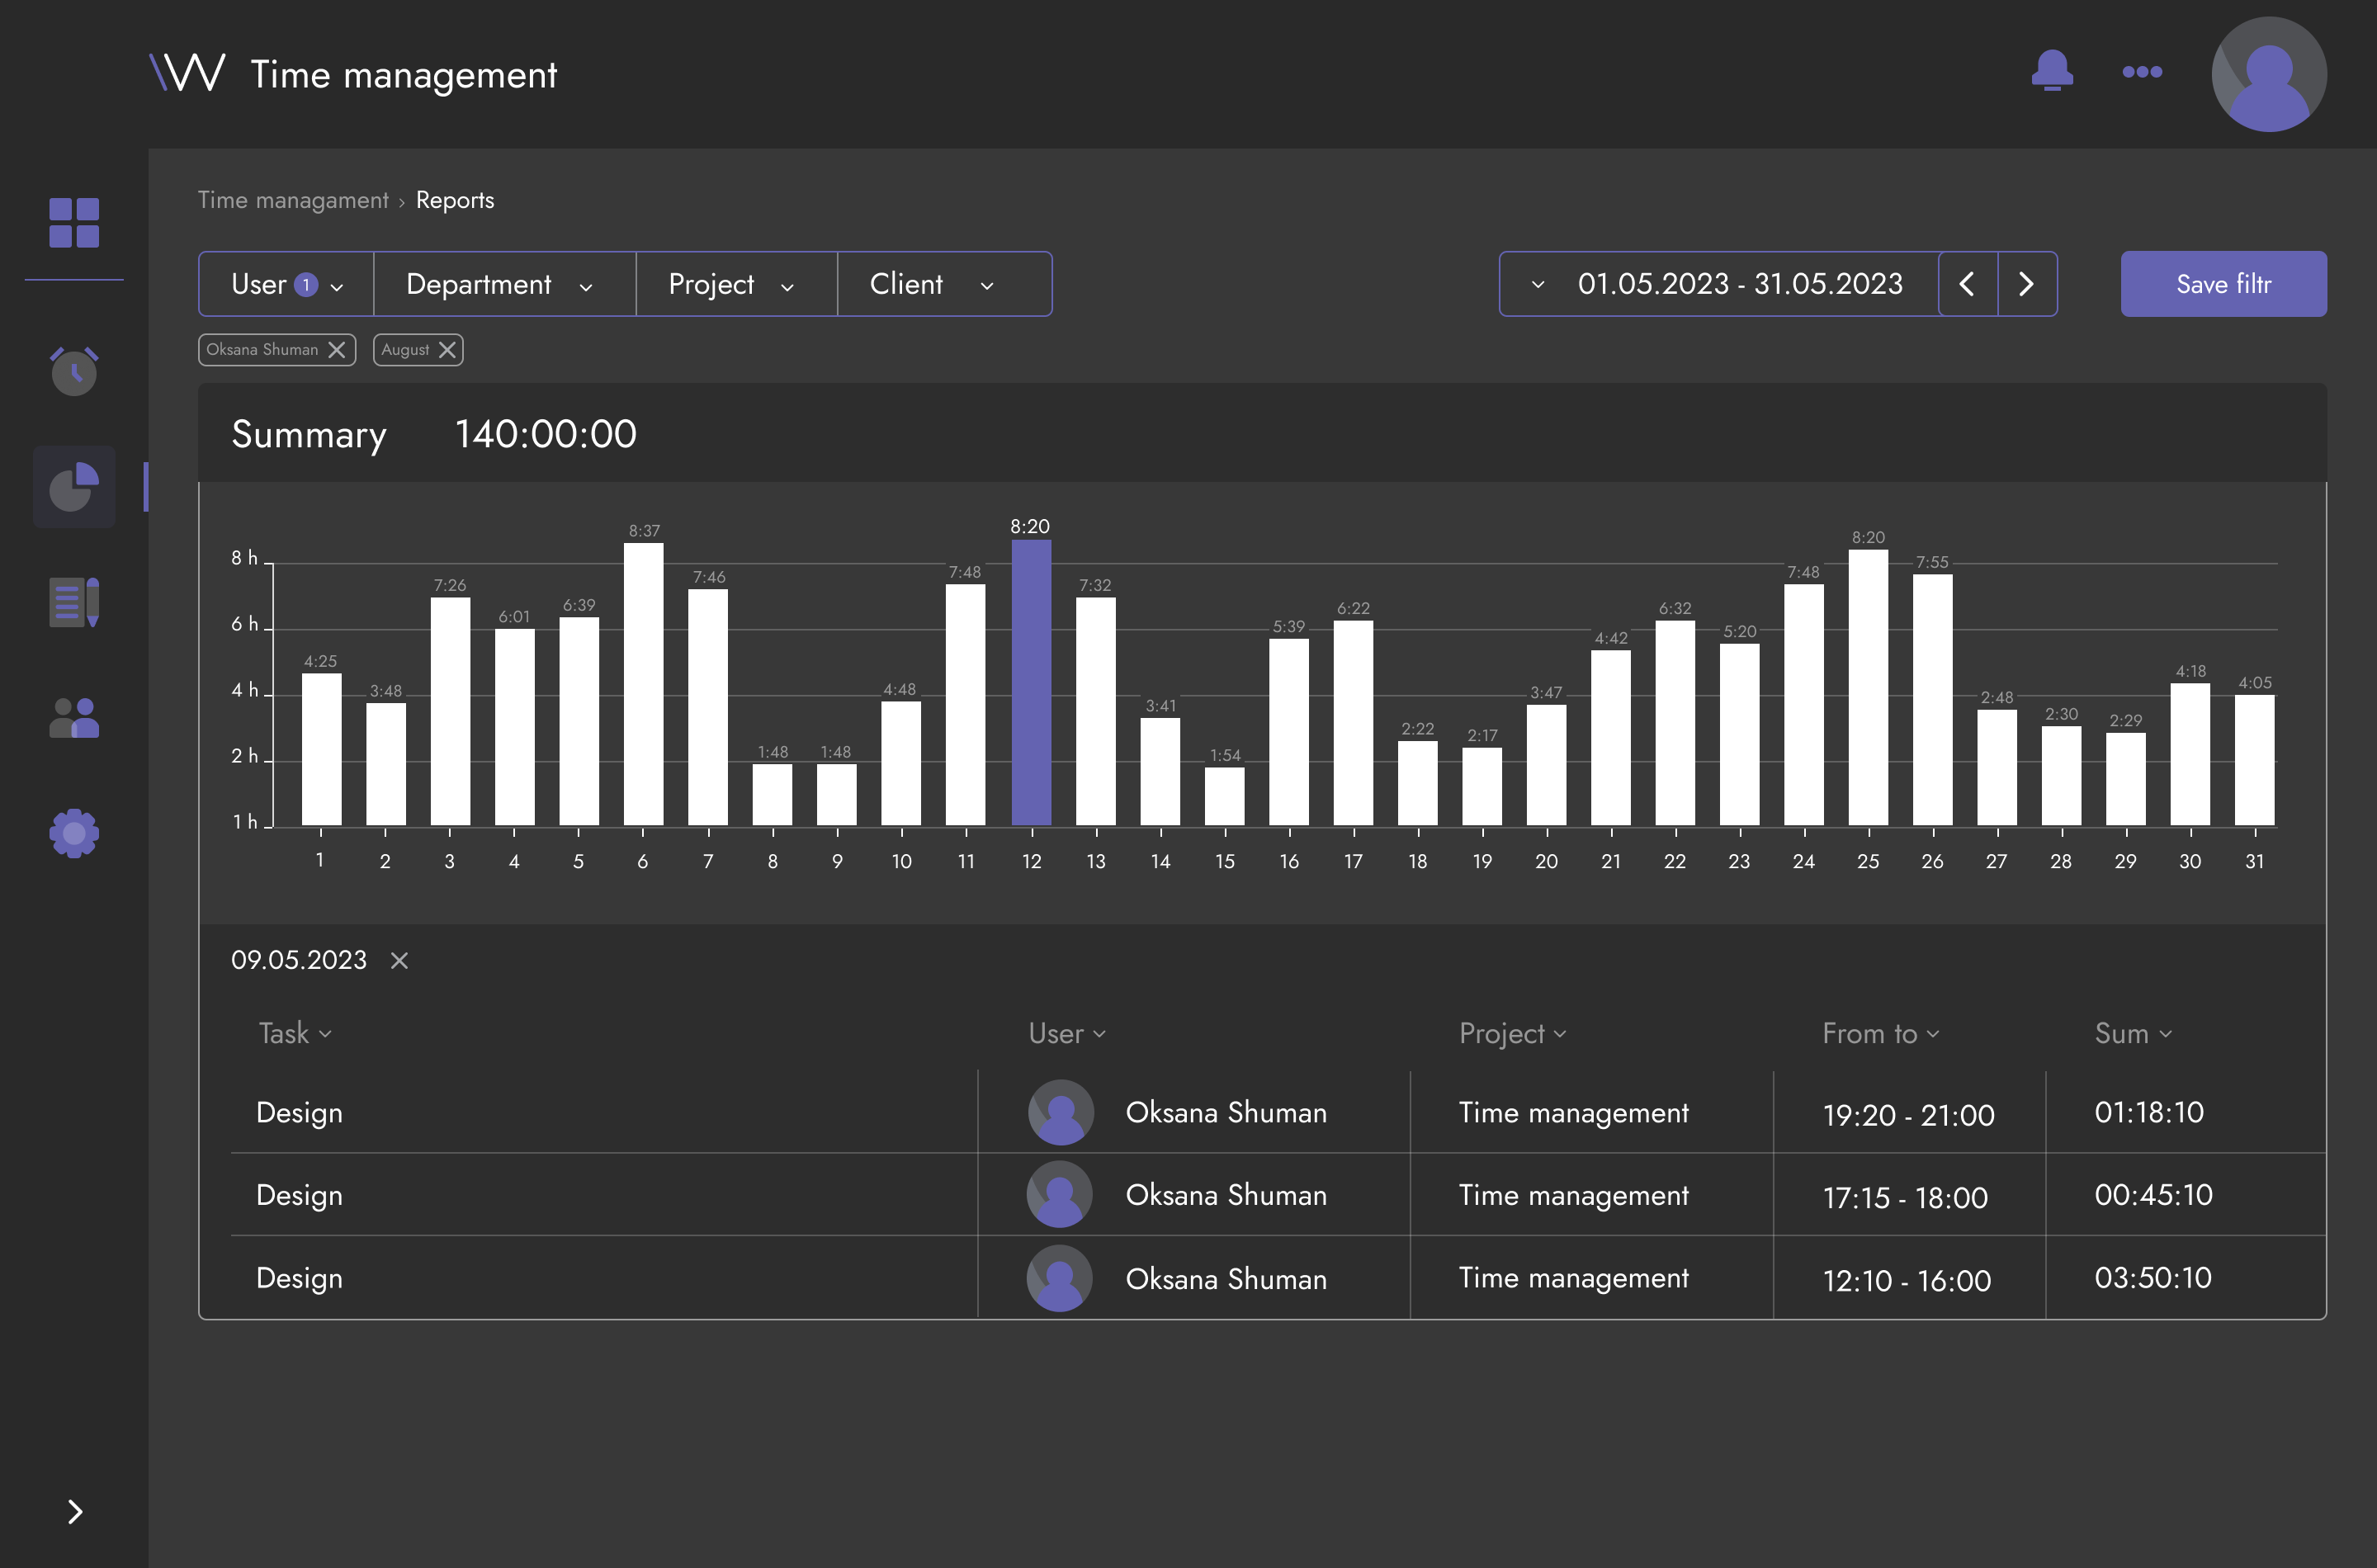 \W Time management
Time managament › Reports
User 1 Department Project Client 01.05.2023 - 31.05.2023 Save filtr
Oksana Shuman August
Summary 140:00:00
8 h
6 h
4 h
2 h
1 h
4:25 3:48 7:26 6:01 6:39 8:37 7:46 1:48 1:48 4:48 7:48 8:20 7:32 3:41 1:54 5:39 6:22 2:22 2:17 3:47 4:42 6:32 5:20 7:48 8:20 7:55 2:48 2:30 2:29 4:18 4:05
1 2 3 4 5 6 7 8 9 10 11 12 13 14 15 16 17 18 19 20 21 22 23 24 25 26 27 28 29 30 31
09.05.2023
Task User Project From to Sum
Design Oksana Shuman Time management 19:20 - 21:00 01:18:10
Design Oksana Shuman Time management 17:15 - 18:00 00:45:10
Design Oksana Shuman Time management 12:10 - 16:00 03:50:10